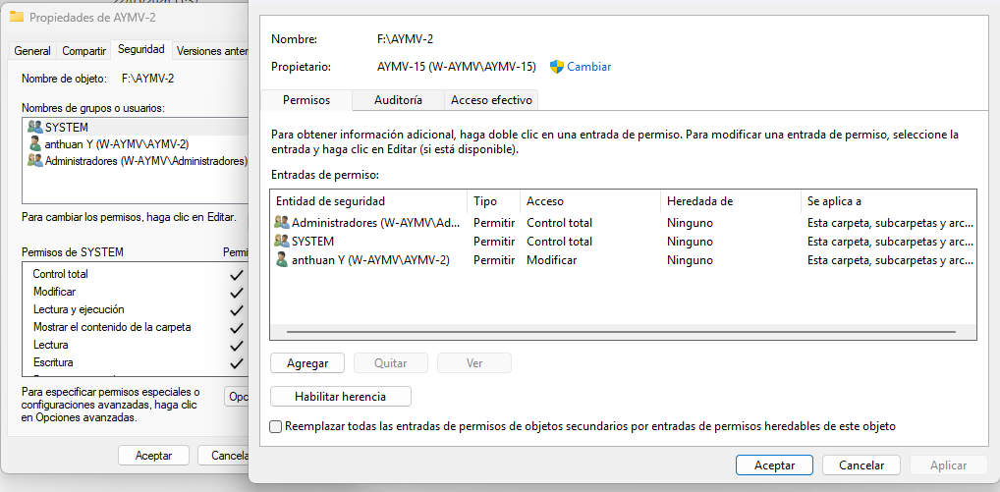 Propiedades de AYMV-2
General Compartir Seguridad Versiones anter
Nombre de objeto: F:\AYMV-2
Nombres de grupos o usuarios:
SYSTEM
anthuan Y (W-AYMV\AYMV-2)
Administradores (W-AYMV\Administradores)
Para cambiar los permisos, haga clic en Editar.
Permisos de SYSTEM Permi
Control total
Modificar
Lectura y ejecución
Mostrar el contenido de la carpeta
Lectura
Escritura
Para especificar permisos especiales o
configuraciones avanzadas, haga clic
en Opciones avanzadas.
Opc
Aceptar Cancela
Nombre: F:\AYMV-2
Propietario: AYMV-15 (W-AYMV\AYMV-15) Cambiar
Permisos Auditoría Acceso efectivo
Para obtener información adicional, haga doble clic en una entrada de permiso. Para modificar una entrada de permiso, seleccione la
entrada y haga clic en Editar (si está disponible).
Entradas de permiso:
Entidad de seguridad Tipo Acceso Heredada de Se aplica a
Administradores (W-AYMV\Ad... Permitir Control total Ninguno Esta carpeta, subcarpetas y arc...
SYSTEM Permitir Control total Ninguno Esta carpeta, subcarpetas y arc...
anthuan Y (W-AYMV\AYMV-2) Permitir Modificar Ninguno Esta carpeta, subcarpetas y arc...
Agregar Quitar Ver
Habilitar herencia
Reemplazar todas las entradas de permisos de objetos secundarios por entradas de permisos heredables de este objeto
Aceptar Cancelar Aplicar